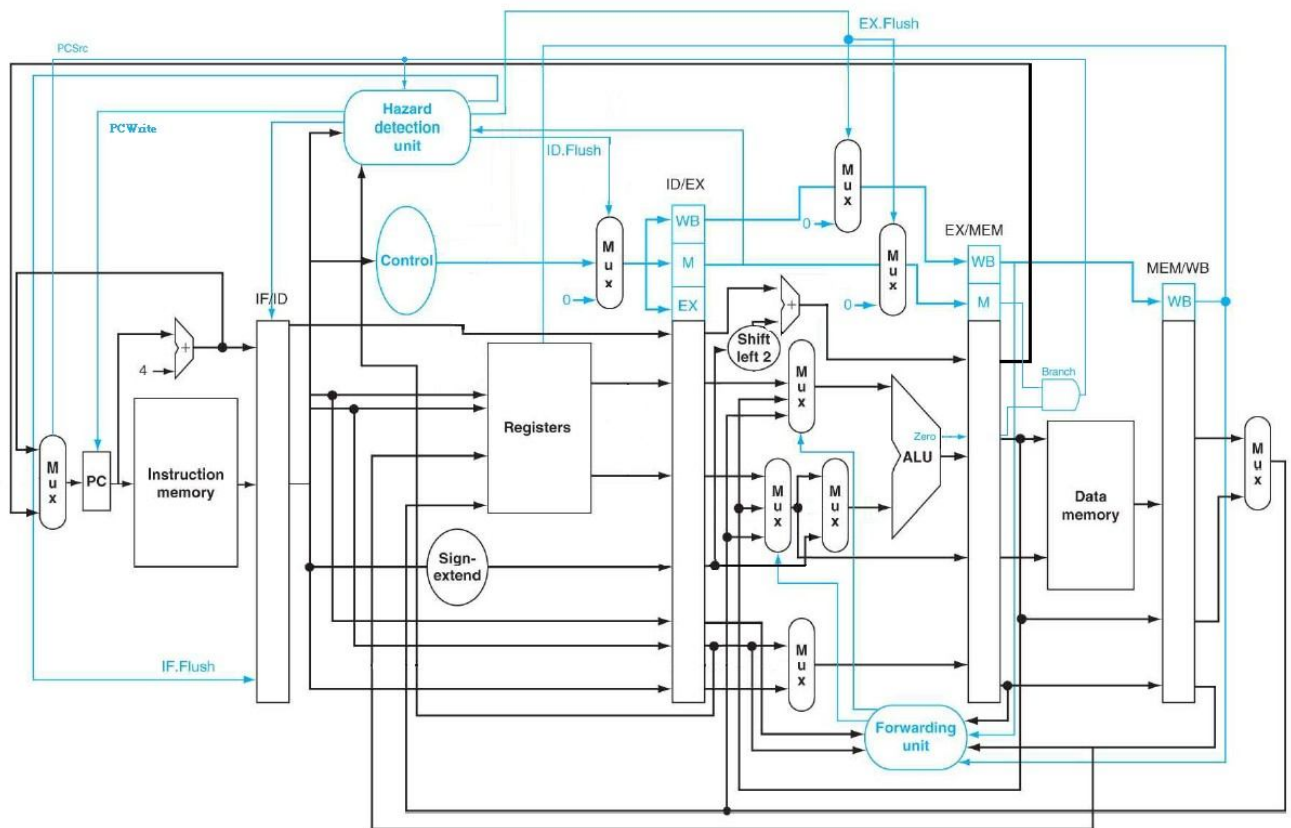 EX.Flush
PCSrc
Hazard
detection
unit
PCWrite
ID.Flush
M
u
x
ID/EX
WB
0
EX/MEM
M
u
x
Control
M
u
x
M
WB
MEM/WB
IF/ID
0
EX
0
M
WB
+
+
Shift
left 2
4
M
u
x
Branch
Registers
Zero
ALU
M
u
x
M
u
x
PC
Instruction
memory
M
u
x
M
u
x
Data
memory
Sign-
extend
M
u
x
IF.Flush
Forwarding
unit